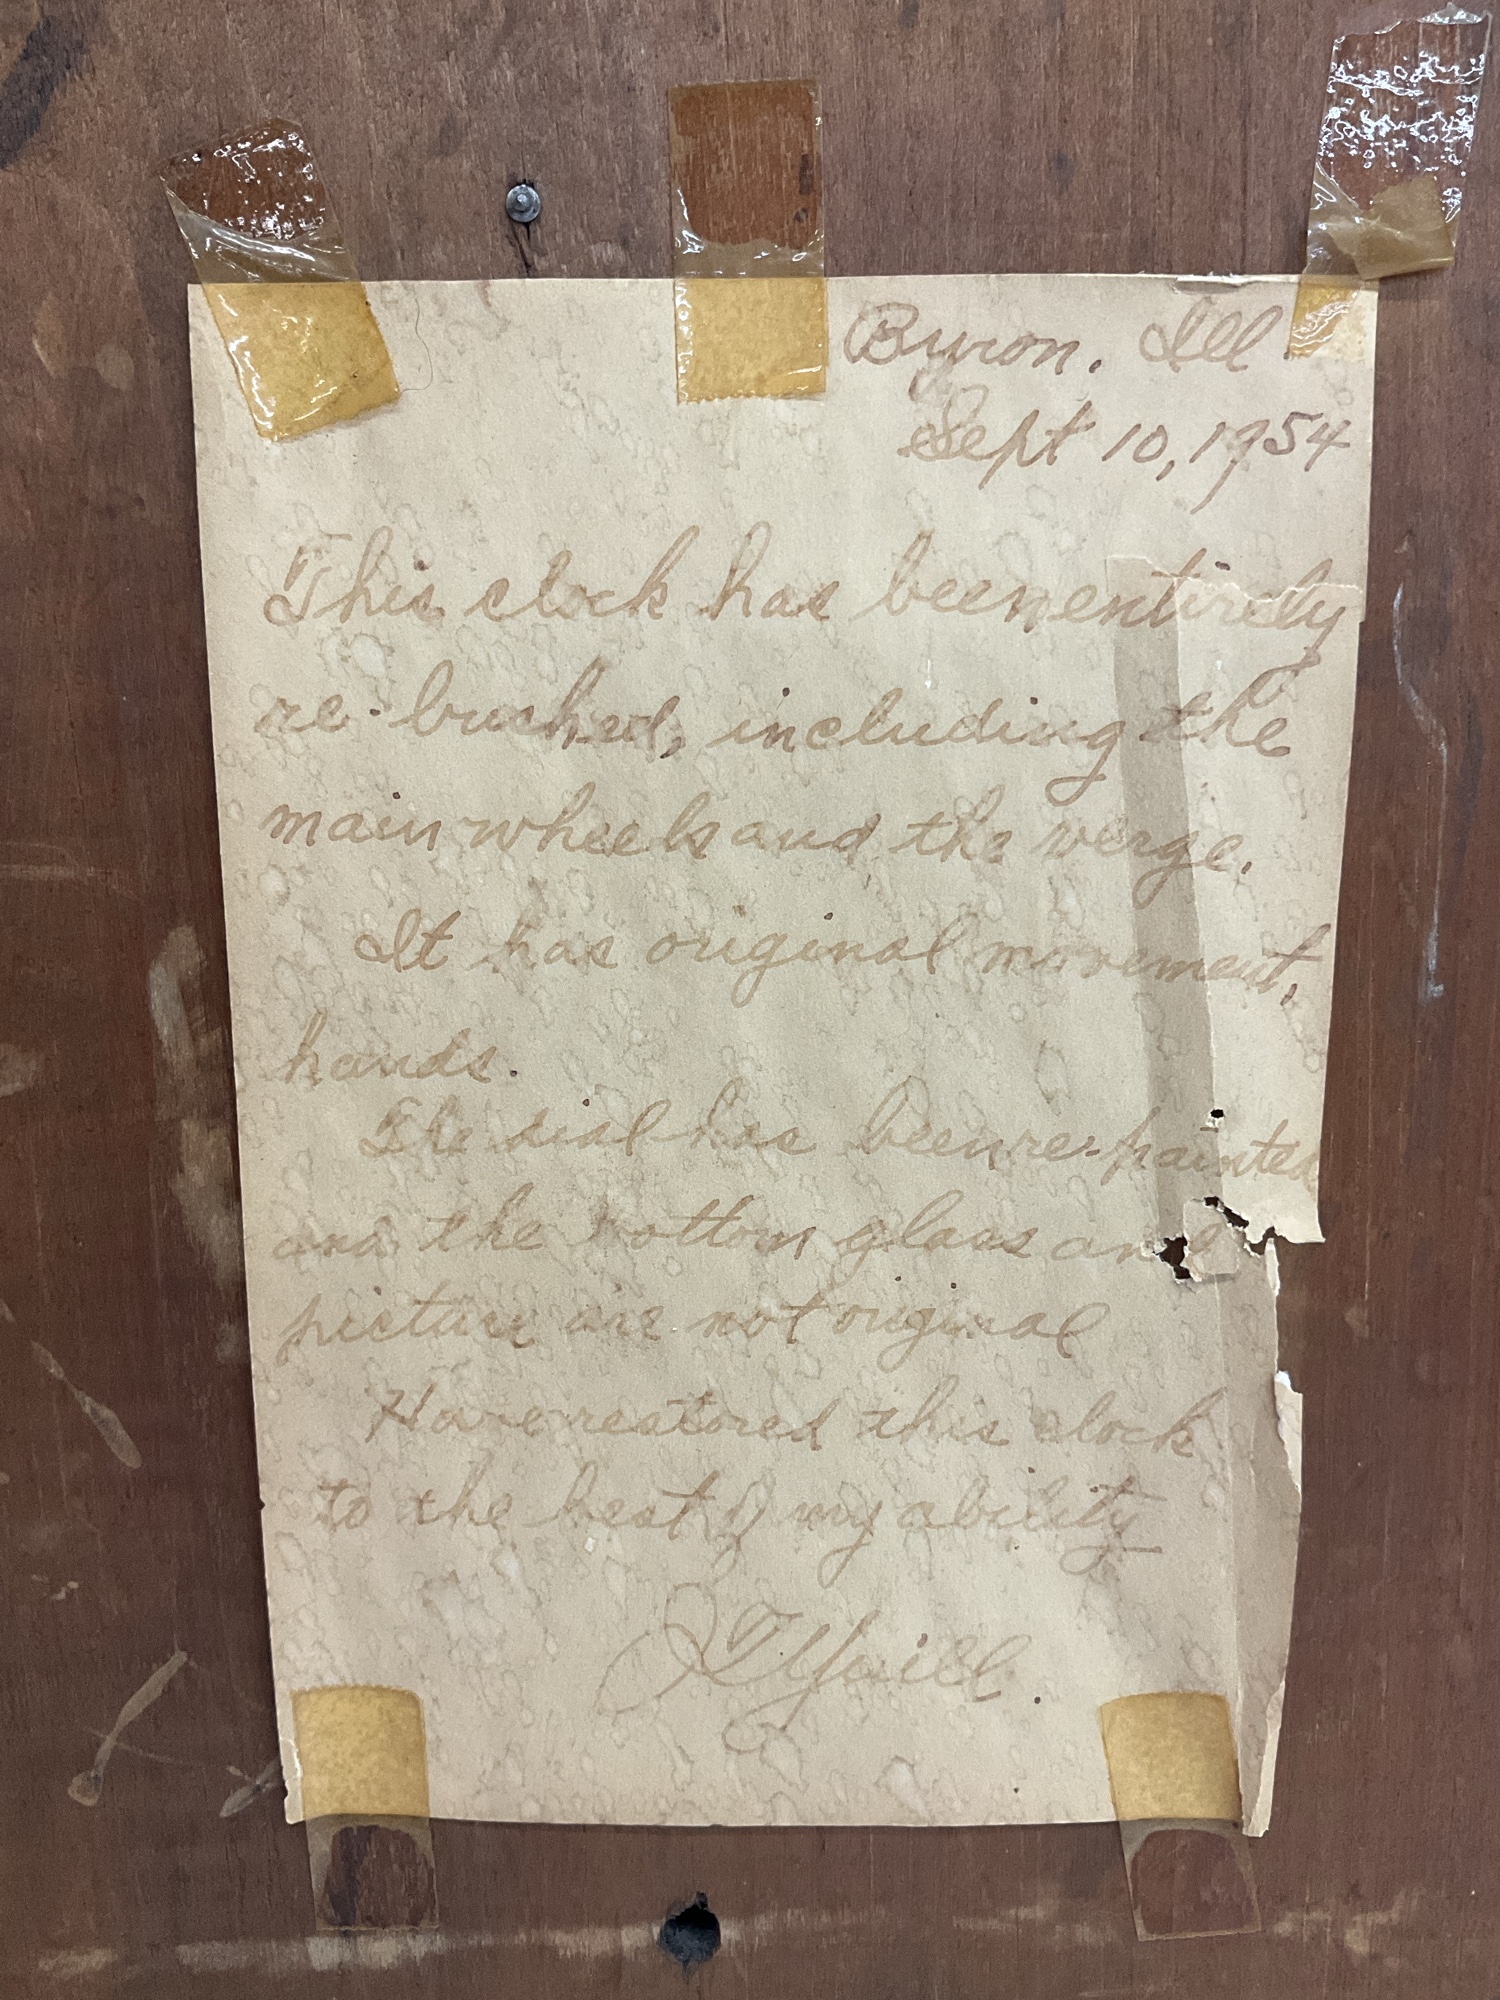 Byron. Ill.
Sept 10, 1954
This clock has been entirely
re-bushed, including the
main wheels and the verge.
It has original movement,
hands.
The dial has been re-painted
and the bottom glass and
picture are not original
Have restored this clock
to the best of my ability